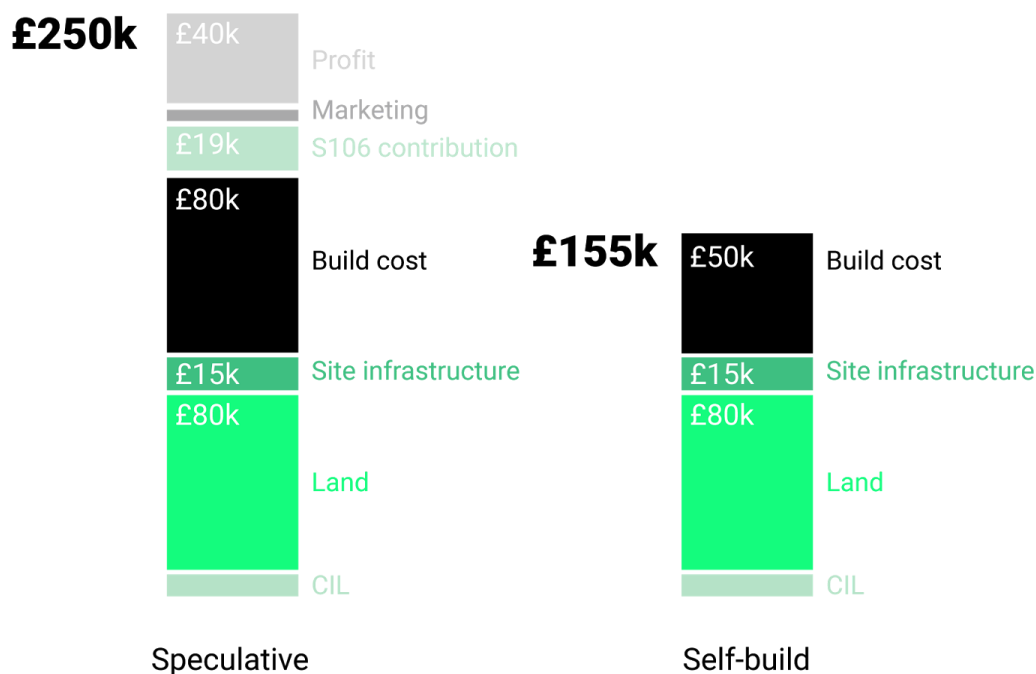 £250k
£40k
Profit
Marketing
£19k
S106 contribution
£80k
Build cost
£15k
Site infrastructure
£80k
Land
CIL
Speculative
£155k
£50k
Build cost
£15k
Site infrastructure
£80k
Land
CIL
Self-build